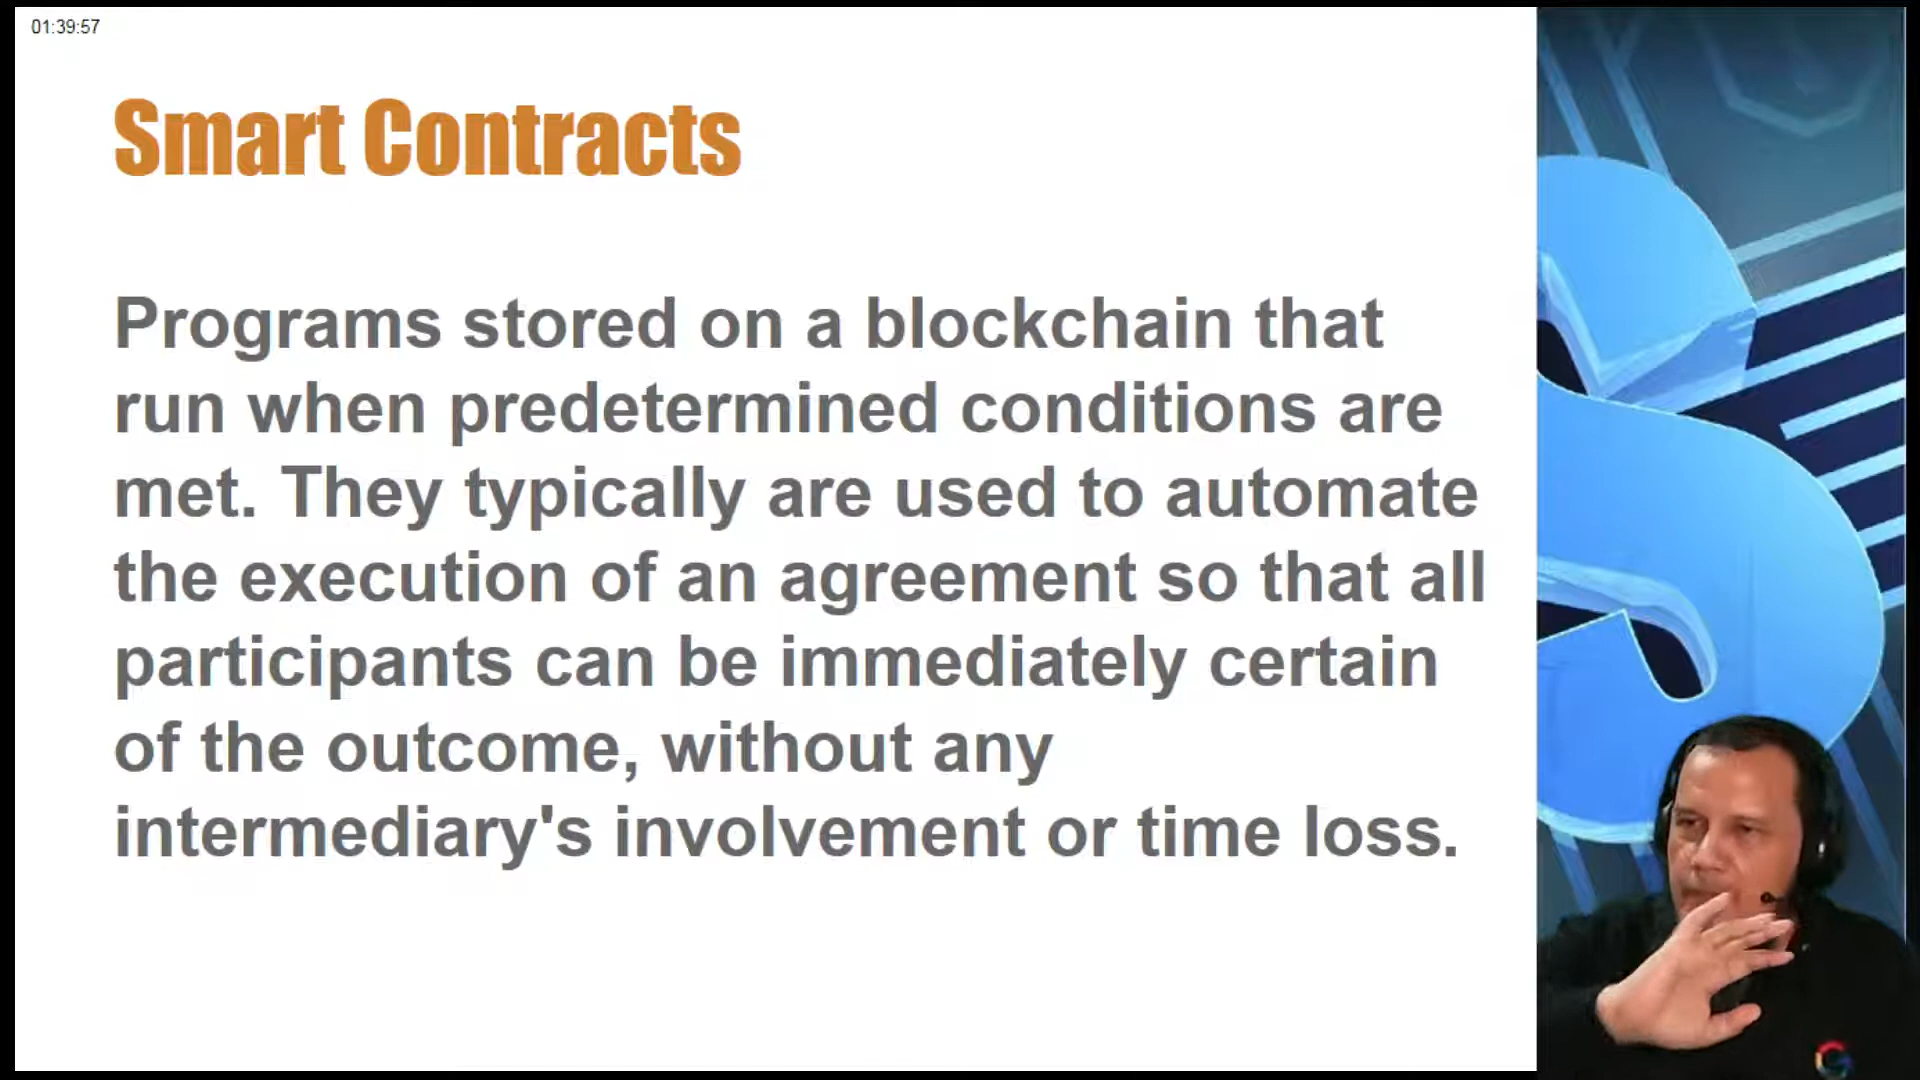 01:39:57
Smart Contracts
Programs stored on a blockchain that
run when predetermined conditions are
met. They typically are used to automate
the execution of an agreement so that all
participants can be immediately certain
of the outcome, without any
intermediary's involvement or time loss.